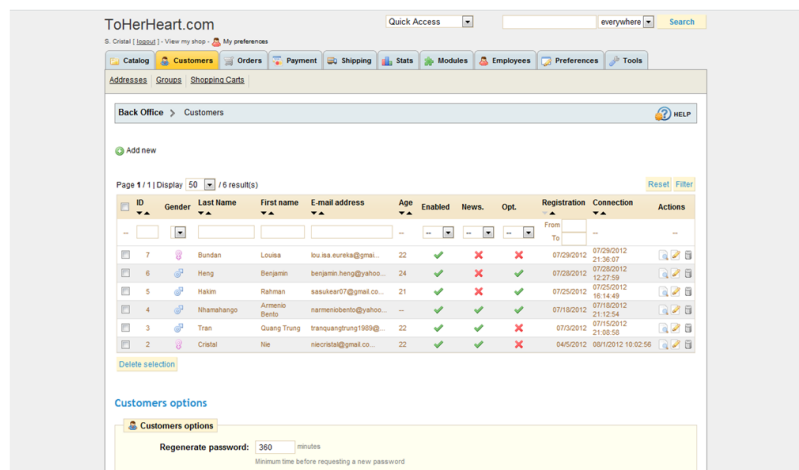 ToHerHeart.com
Quick Access
everywhere
Search
S. Cristal [ logout ] - View my shop - My preferences
Catalog Customers Orders Payment Shipping Stats Modules Employees Preferences Tools
Addresses Groups Shopping Carts
Back Office > Customers
HELP
Add new
Page 1 / 1 | Display 50 / 6 result(s)
Reset Filter
ID Gender Last Name First name E-mail address Age Enabled News. Opt. Registration Connection Actions
-- -- -- -- -- From To -- --
7 Bundan Louisa lou.isa.eureka@gmai... 22 07/29/2012 07/29/2012 21:36:07
6 Heng Benjamin benjamin.heng@yahoo... 24 07/28/2012 07/28/2012 12:27:59
5 Hakim Rahman sasukear07@gmail.co... 21 07/25/2012 07/25/2012 16:14:49
4 Nhamahango Armenio Bento narmeniobento@yahoo... -- 07/18/2012 07/18/2012 21:12:54
3 Tran Quang Trung tranquangtrung1989@... 22 07/3/2012 07/15/2012 21:08:58
2 Cristal Nie niecristal@gmail.co... 22 04/5/2012 08/1/2012 18:02:56
Delete selection
Customers options
Customers options
Regenerate password: 360 minutes
Minimum time before requesting a new password